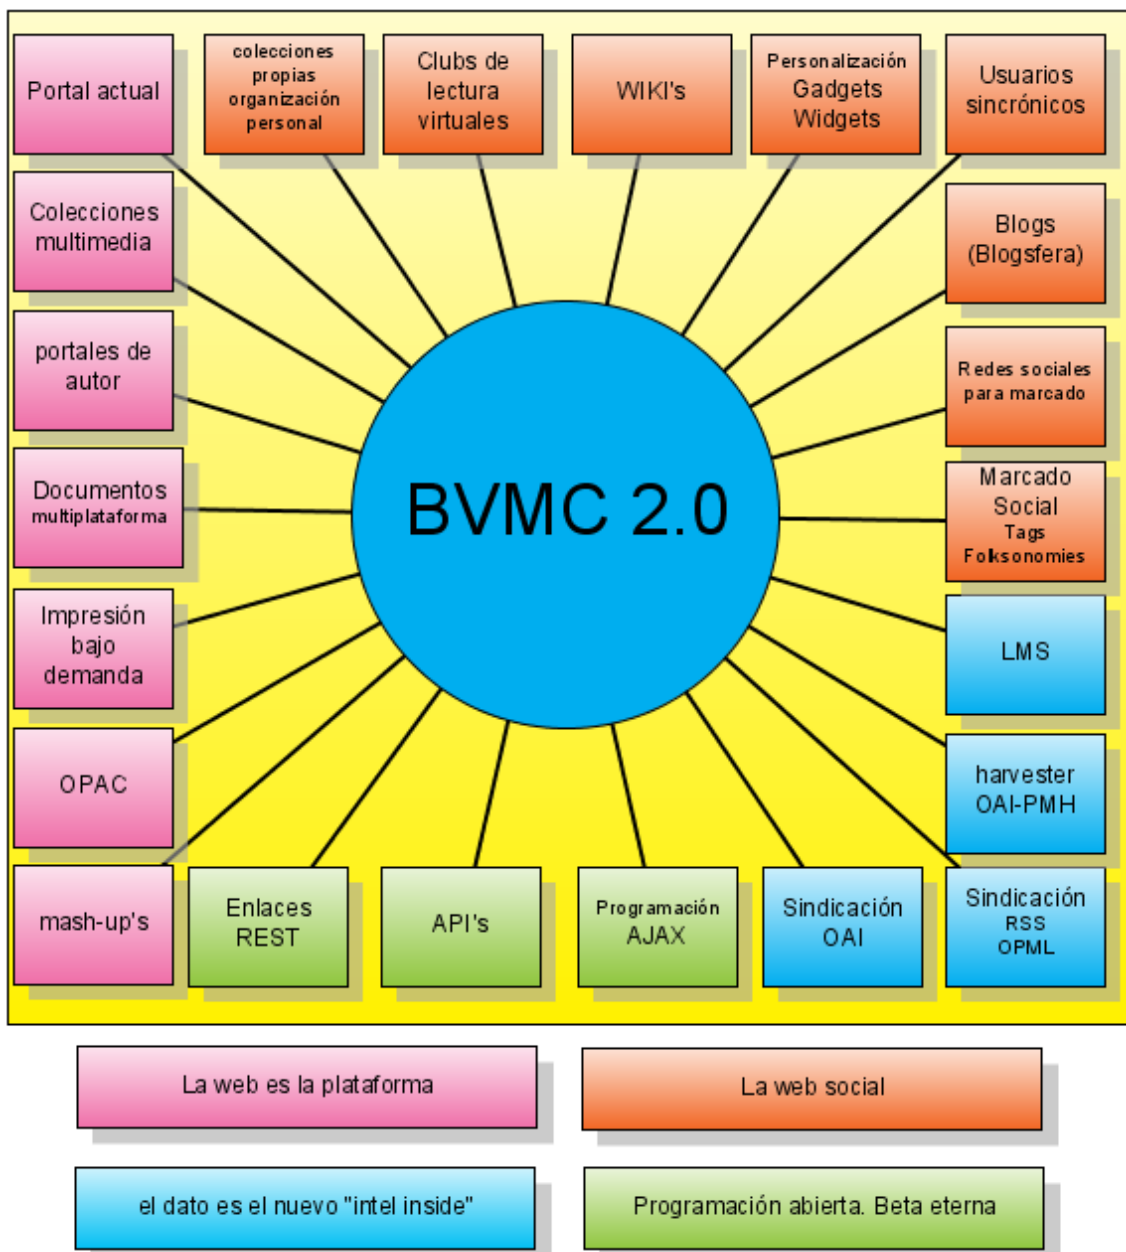 Portal actual
colecciones
propias
organización
personal
Clubs de
lectura
virtuales
WIKI's
Personalización
Gadgets
Widgets
Usuarios
sincrónicos
Colecciones
multimedia
Blogs
(Blogsfera)
portales de
autor
Redes sociales
para marcado
Documentos
multiplataforma
BVMC 2.0
Marcado
Social
Tags
Folksonomies
Impresión
bajo
demanda
LMS
OPAC
harvester
OAI-PMH
mash-up's
Enlaces
REST
API's
Programación
AJAX
Sindicación
OAI
Sindicación
RSS
OPML
La web es la plataforma
La web social
el dato es el nuevo "intel inside"
Programación abierta. Beta eterna